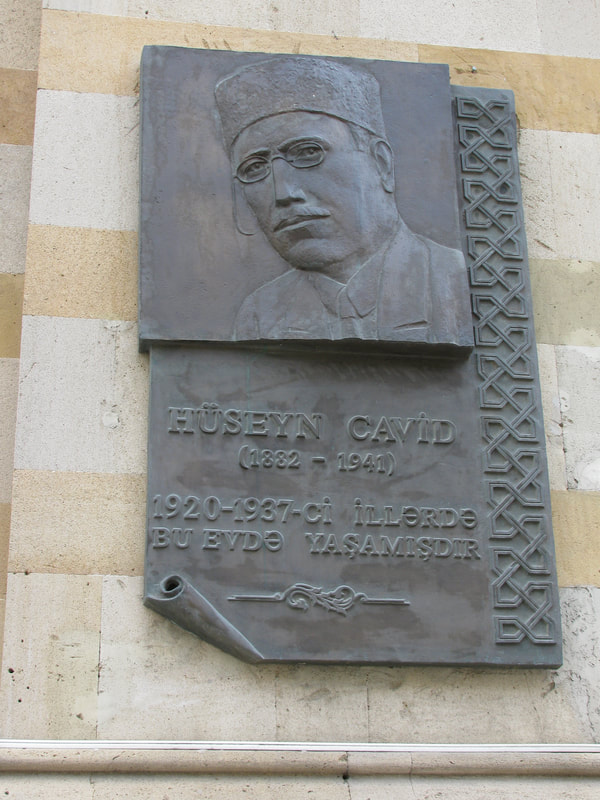 HÜSEYN CAVİD
(1882 - 1941)
1920-1937-Cİ İLLƏRDƏ
BU EVDƏ YAŞAMIŞDIR